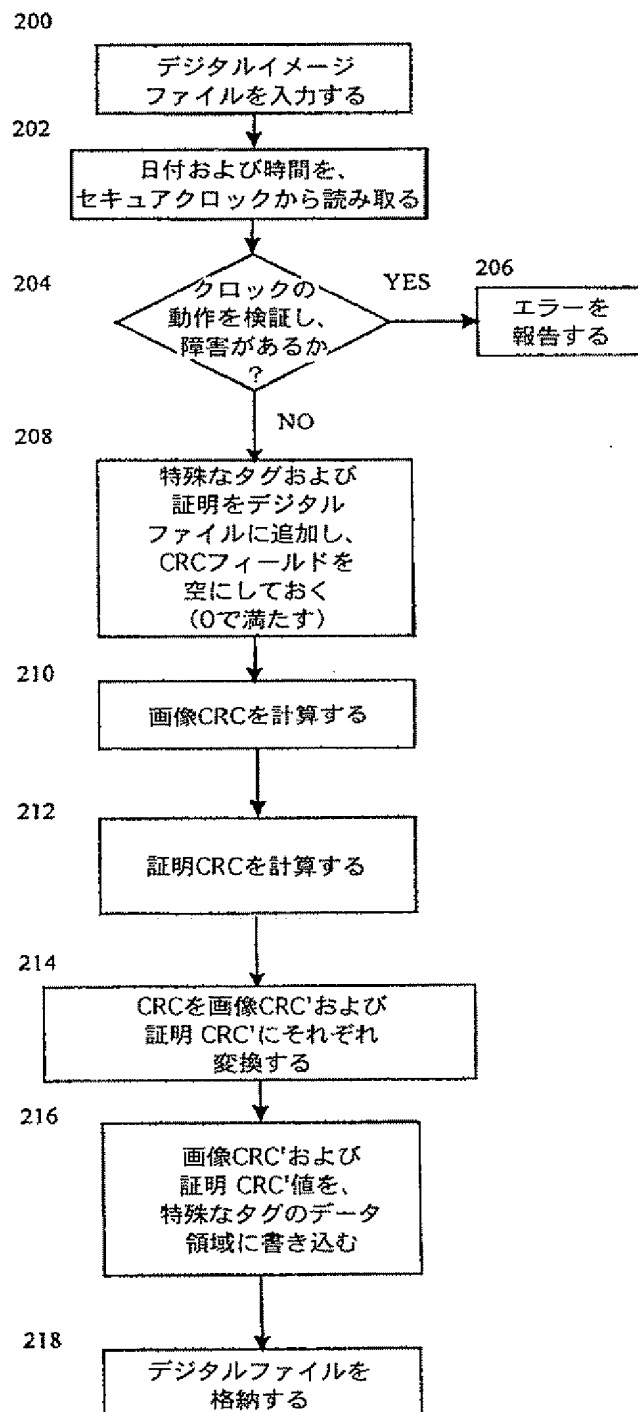 200
デジタルイメージ
ファイルを入力する
202
日付および時間を、
セキュアクロックから読み取る
204
クロックの
動作を検証し、
障害があるか
?
YES
206
エラーを
報告する
NO
208
特殊なタグおよび
証明をデジタル
ファイルに追加し、
CRCフィールドを
空にしておく
(0で満たす)
210
画像CRCを計算する
212
証明CRCを計算する
214
CRCを画像CRC'および
証明 CRC'にそれぞれ
変換する
216
画像CRC'および
証明 CRC'値を、
特殊なタグのデータ
領域に書き込む
218
デジタルファイルを
格納する